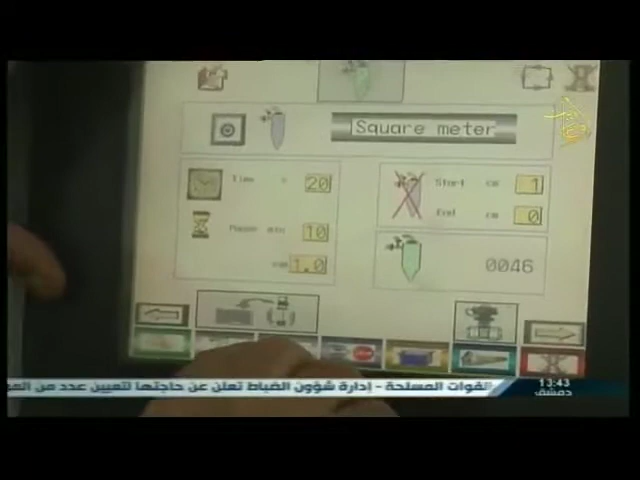 Square meter
Time s 20
Start cm 1
End cm 0
10
1.0
0046
13:43
دمشق
القوات المسلحة - إدارة شؤون الضباط تعلن عن حاجتها لتعيين عدد من